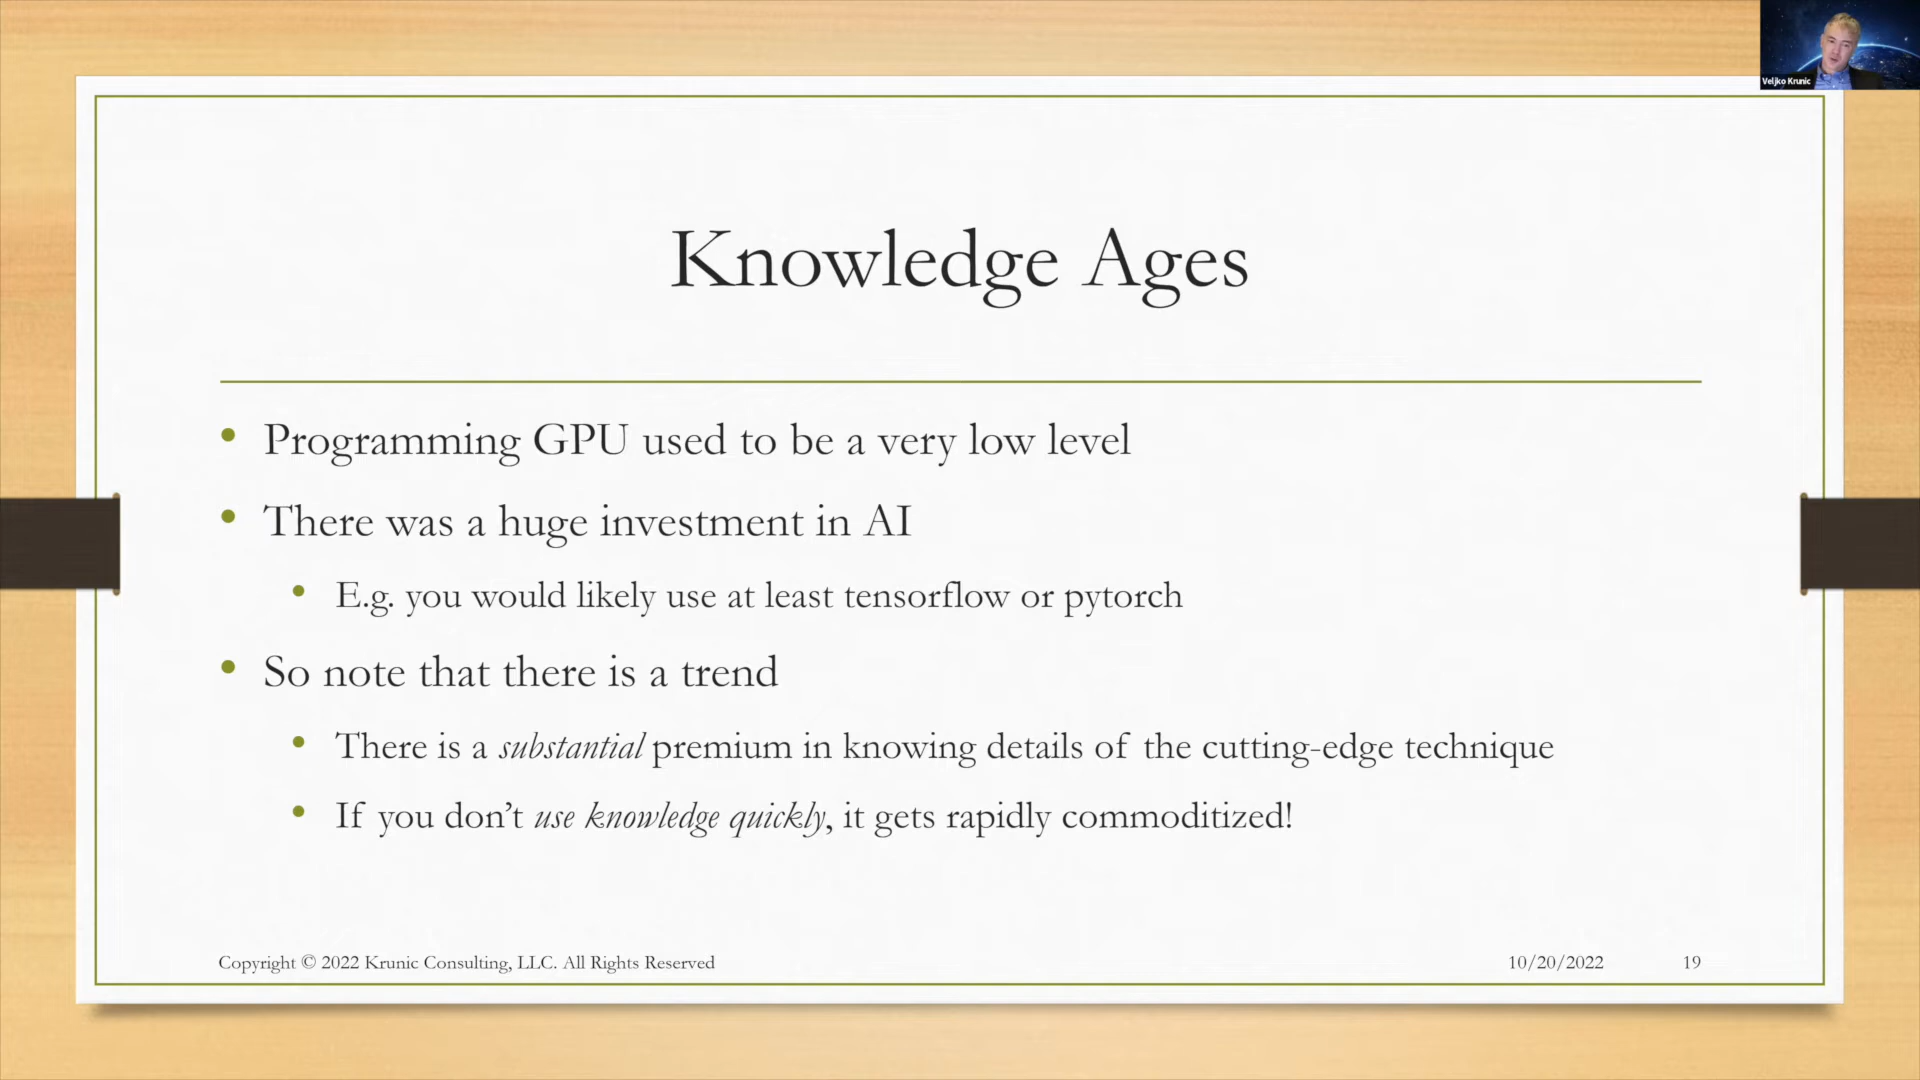 Veljko Krunic
Knowledge Ages
• Programming GPU used to be a very low level
• There was a huge investment in AI
• E.g. you would likely use at least tensorflow or pytorch
• So note that there is a trend
• There is a substantial premium in knowing details of the cutting-edge technique
• If you don’t use knowledge quickly, it gets rapidly commoditized!
Copyright © 2022 Krunic Consulting, LLC. All Rights Reserved 10/20/2022 19